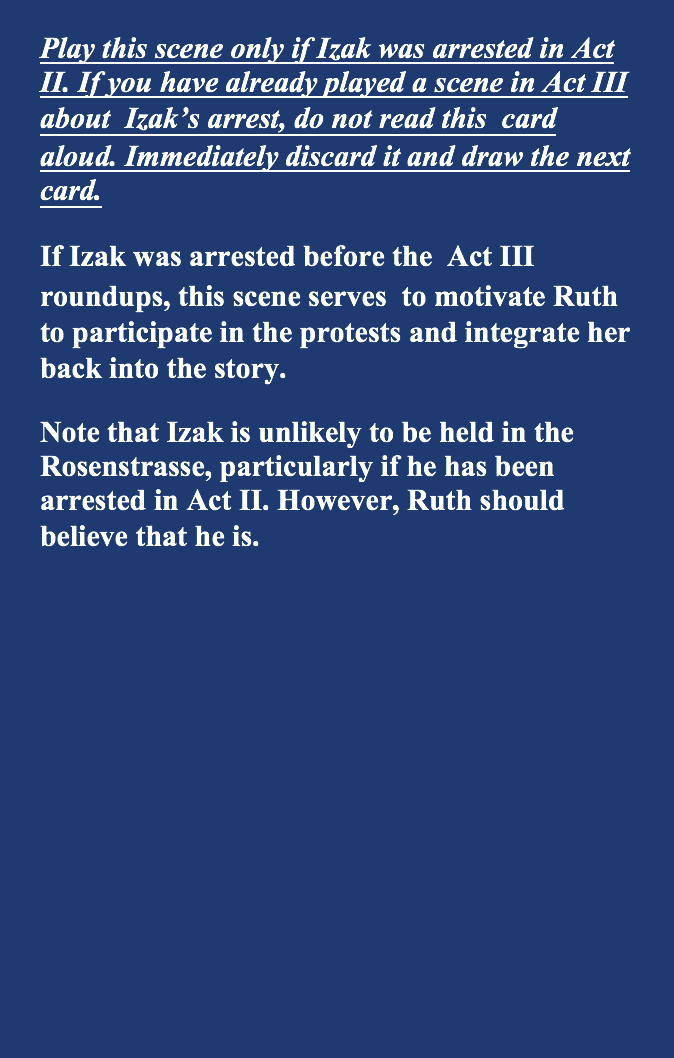 Play this scene only if Izak was arrested in Act
II. If you have already played a scene in Act III
about  Izak’s arrest, do not read this  card
aloud. Immediately discard it and draw the next
card.
If Izak was arrested before the  Act III
roundups, this scene serves  to motivate Ruth
to participate in the protests and integrate her
back into the story.
Note that Izak is unlikely to be held in the
Rosenstrasse, particularly if he has been
arrested in Act II. However, Ruth should
believe that he is.